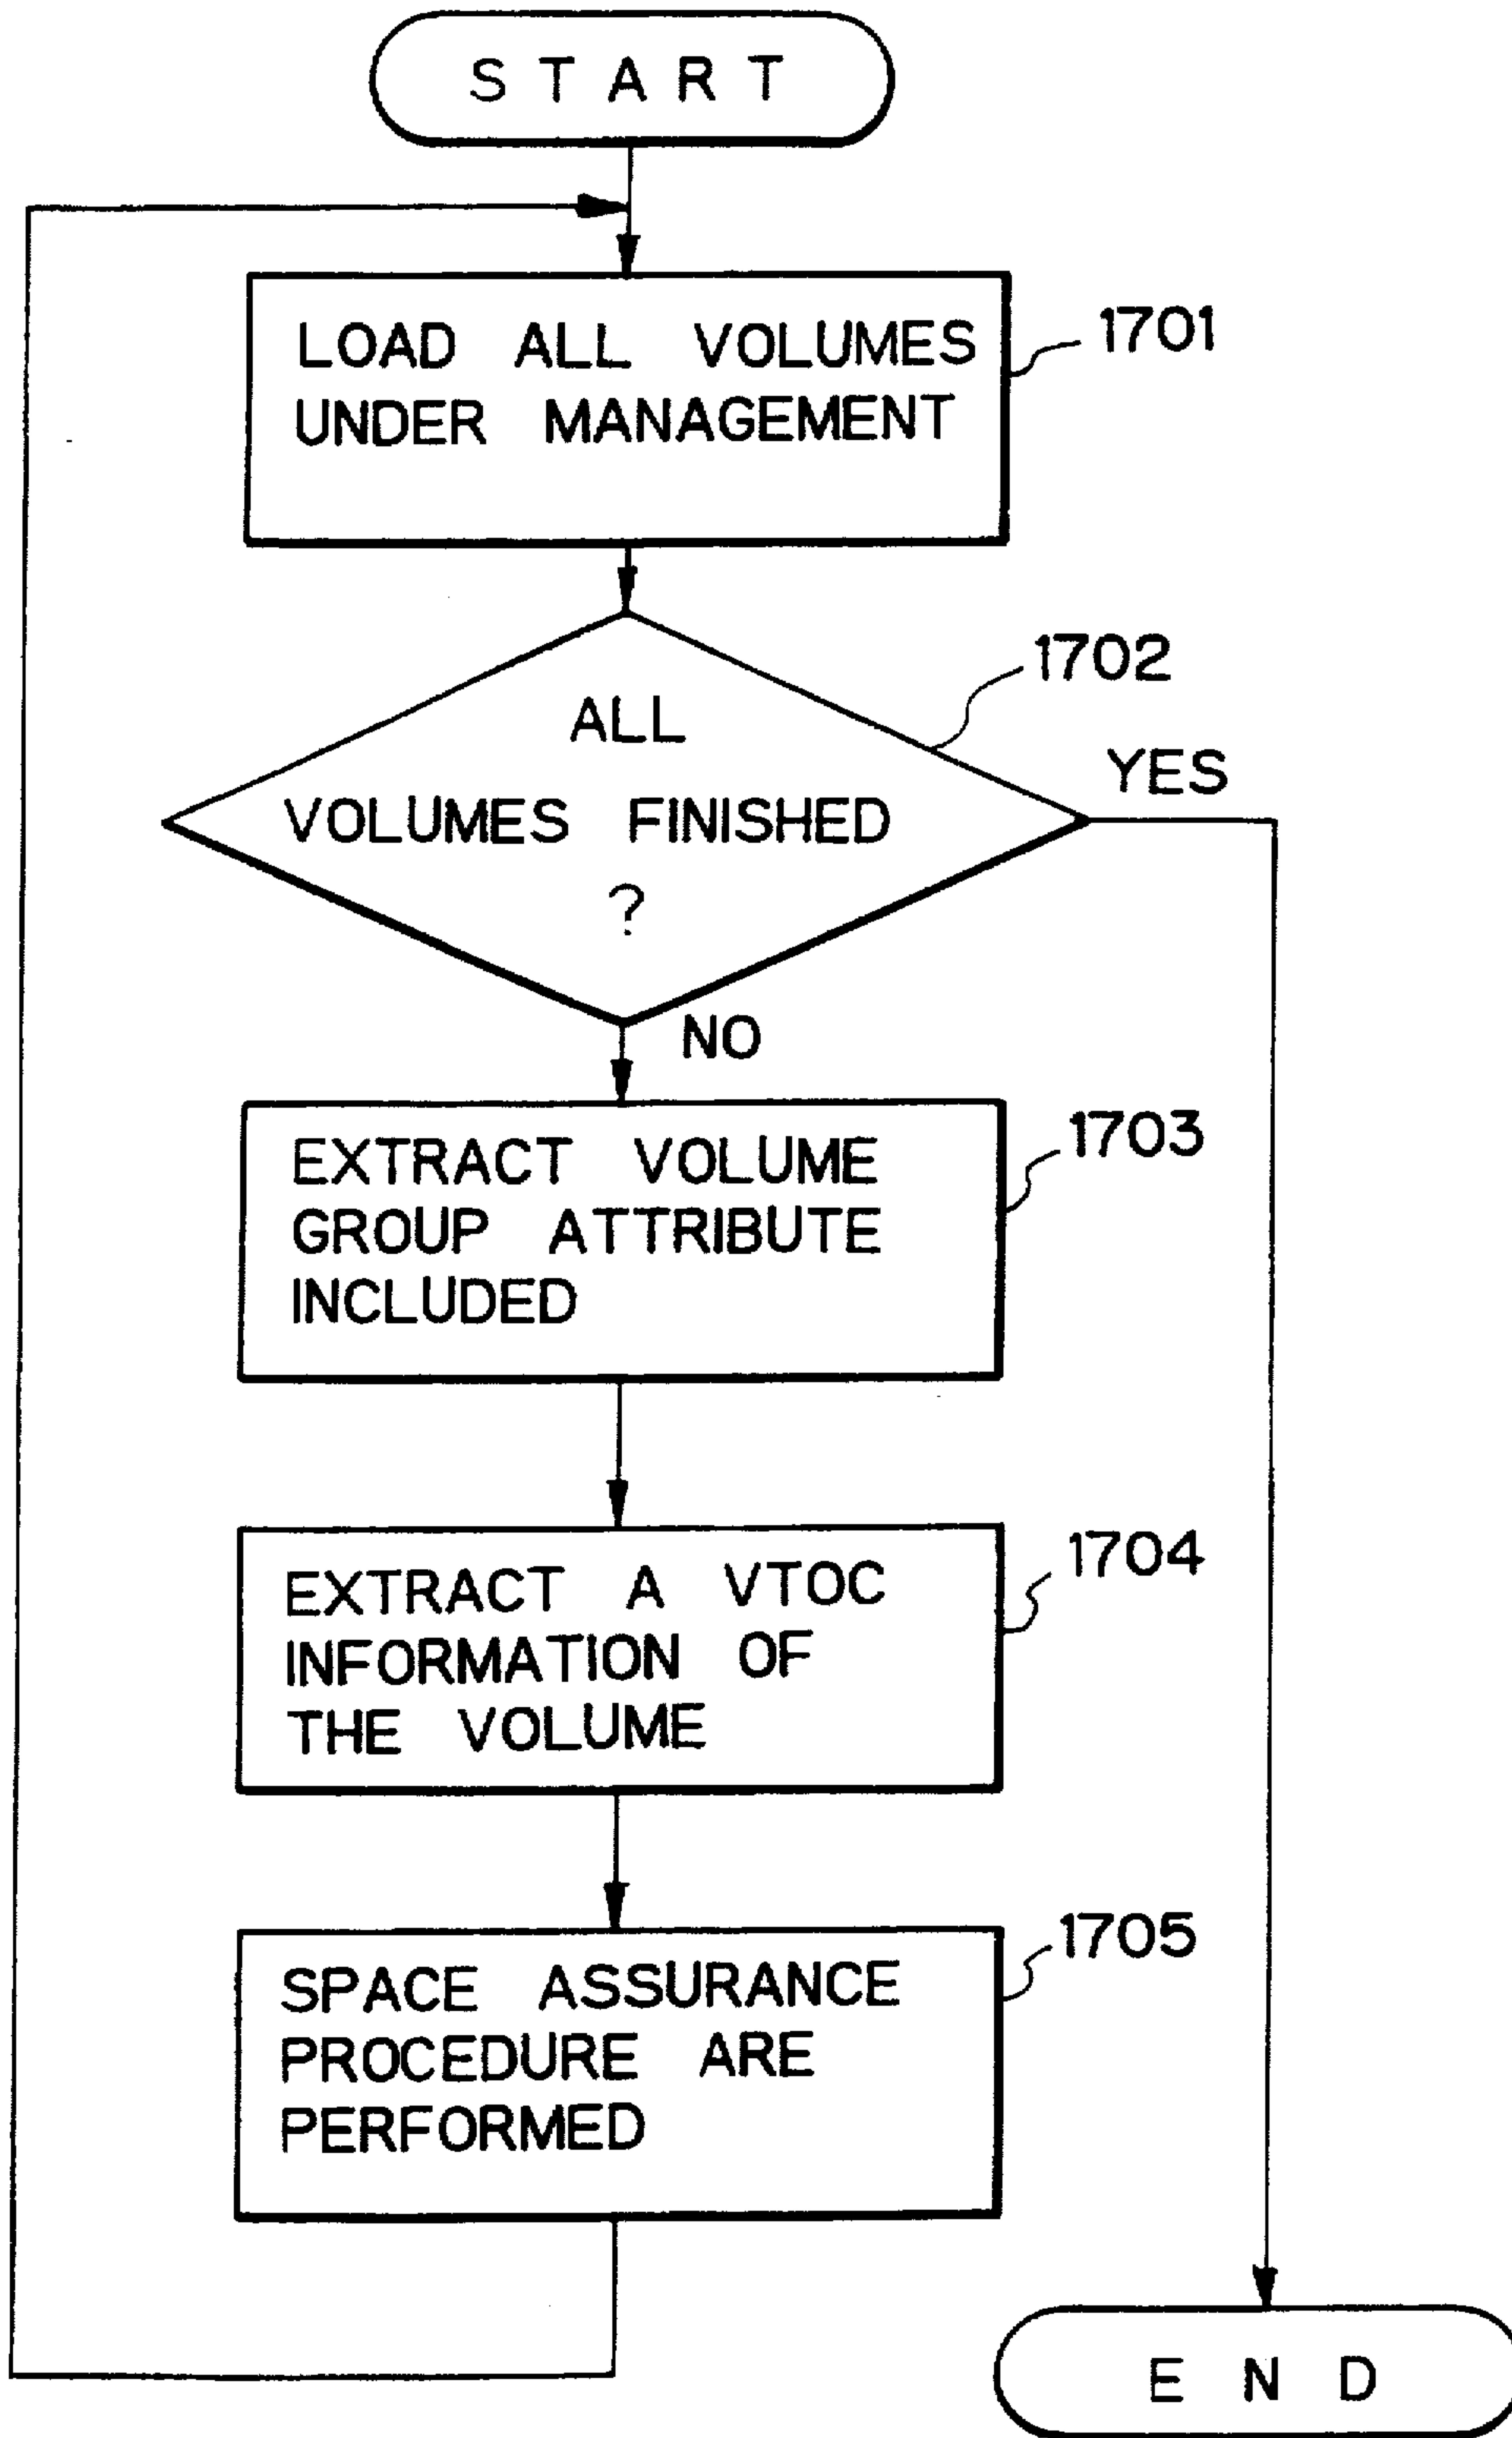 START
LOAD ALL VOLUMES
UNDER MANAGEMENT
1701
ALL
VOLUMES FINISHED
?
1702
YES
NO
EXTRACT VOLUME
GROUP ATTRIBUTE
INCLUDED
1703
EXTRACT A VTOC
INFORMATION OF
THE VOLUME
1704
SPACE ASSURANCE
PROCEDURE ARE
PERFORMED
1705
END